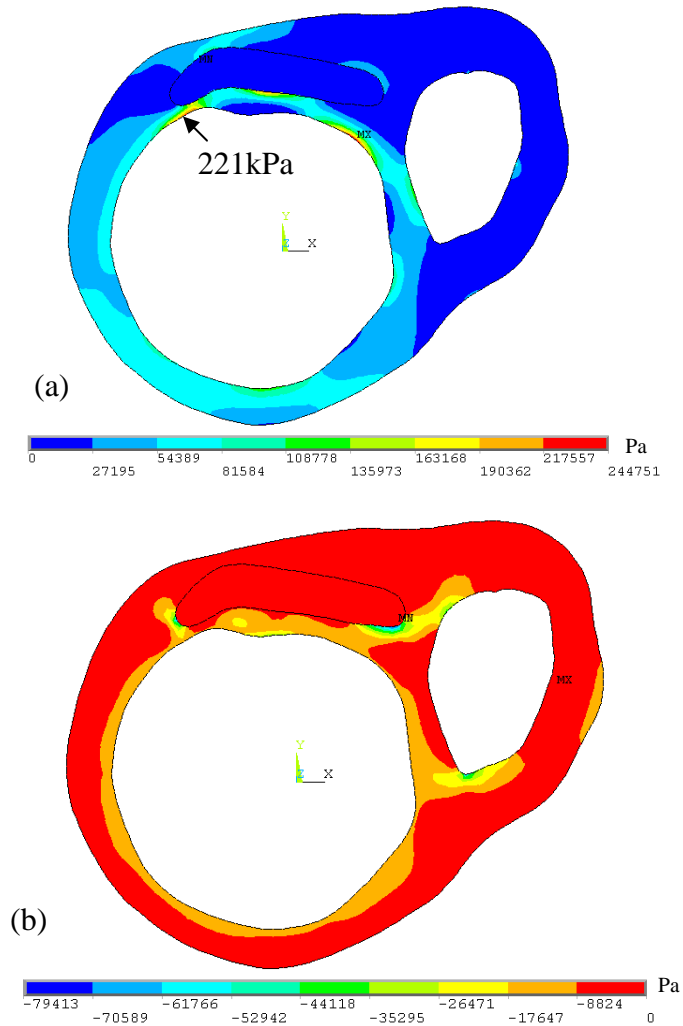 MN
MX
221kPa
Y
Z X
(a)
Pa
0 54389 108778 163168 217557
27195 81584 135973 190362 244751
MN
MX
Y
Z X
(b)
Pa
-79413 -61766 -44118 -26471 -8824
-70589 -52942 -35295 -17647 0